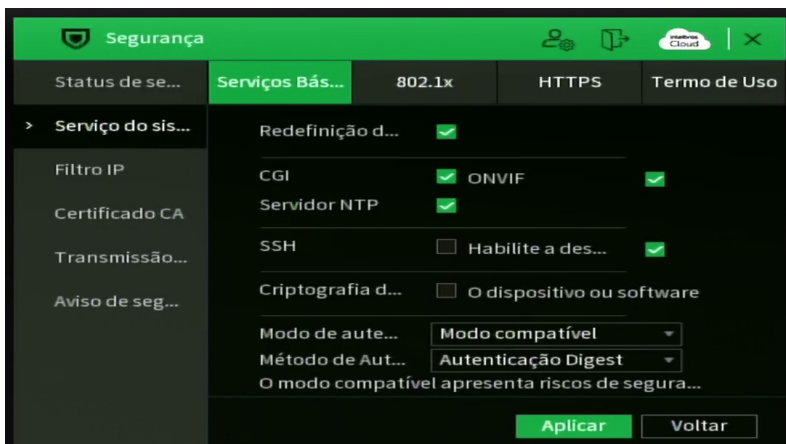 Segurança
intelbras
Cloud
Status de se...
Serviços Bás...
802.1x
HTTPS
Termo de Uso
> Serviço do sis...
Filtro IP
Certificado CA
Transmissão...
Aviso de seg...
Redefinição d...
CGI
ONVIF
Servidor NTP
SSH
Habilite a des...
Criptografia d...
O dispositivo ou software
Modo de aute...
Modo compatível
Método de Aut...
Autenticação Digest
O modo compatível apresenta riscos de segura...
Aplicar
Voltar